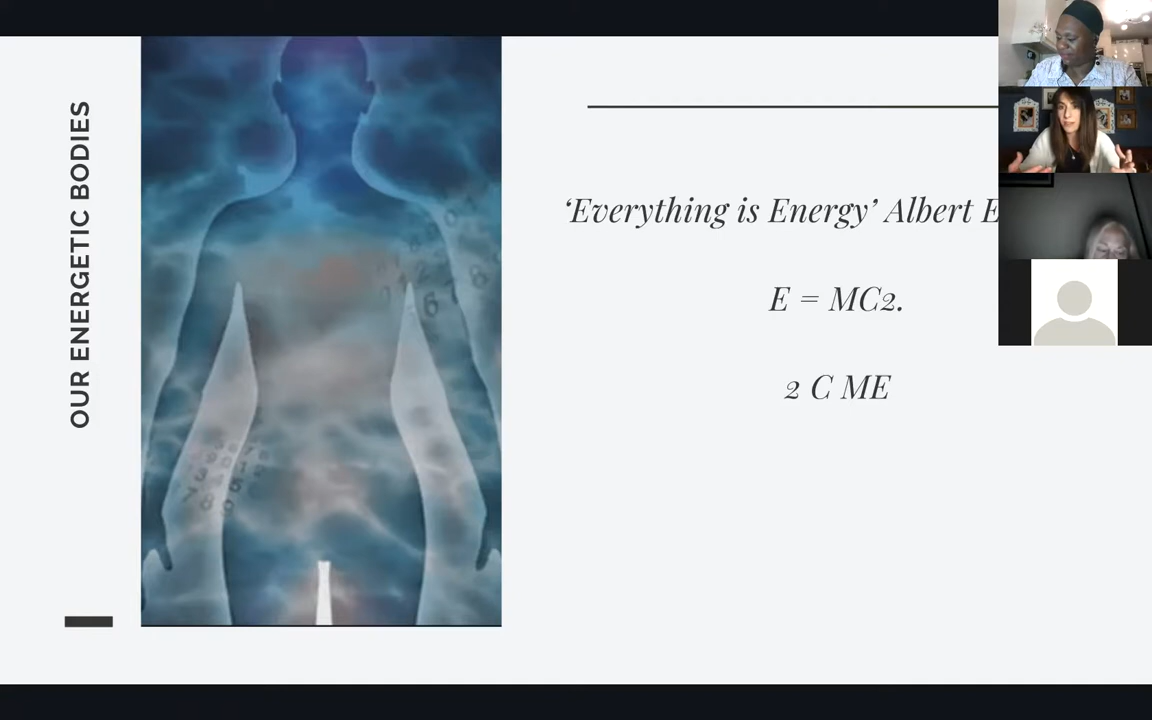 OUR ENERGETIC BODIES
‘Everything is Energy’ Albert E
E = MC2.
2 C ME